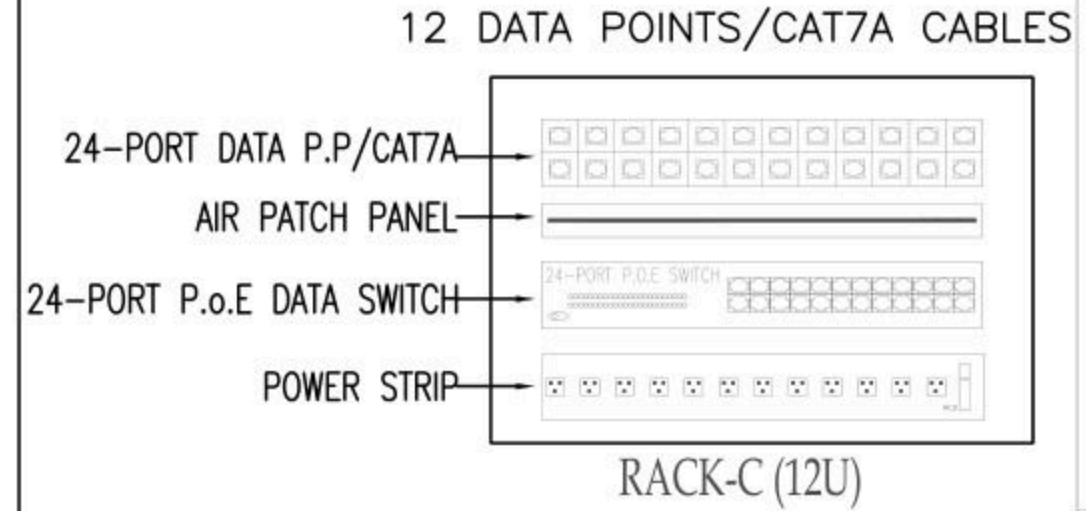 12 DATA POINTS/CAT7A CABLES
24-PORT DATA P.P/CAT7A
AIR PATCH PANEL
24-PORT P.o.E DATA SWITCH
24-PORT P.O.E SWITCH
POWER STRIP
RACK-C (12U)